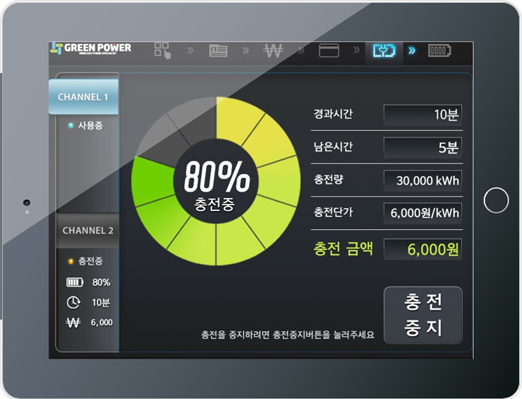 GREEN POWER
CHANNEL 1
사용중
CHANNEL 2
충전중
80%
10분
₩ 6,000
80%
충전중
경과시간 10분
남은시간 5분
충전량 30,000 kWh
충전단가 6,000원/kWh
충전 금액 6,000원
충 전
중 지
충전을 중지하려면 충전중지버튼을 눌러주세요